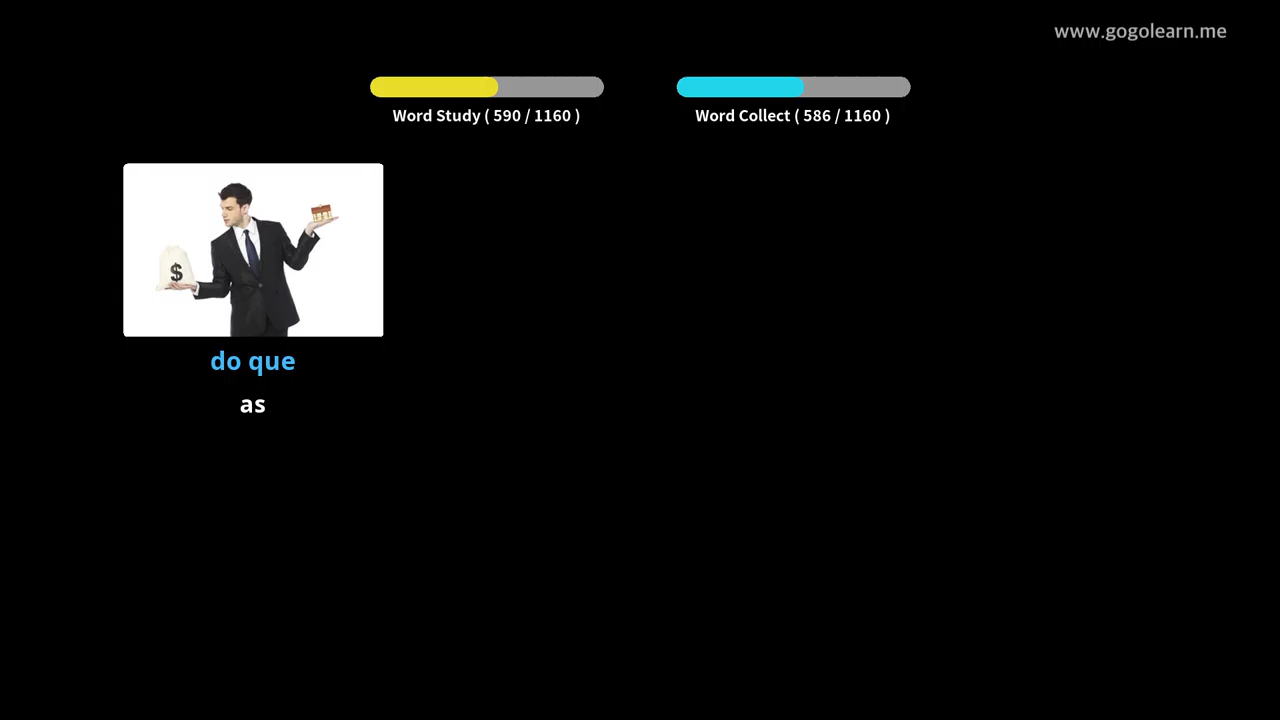 www.gogolearn.me
Word Study ( 590 / 1160 )
Word Collect ( 586 / 1160 )
$
do que
as